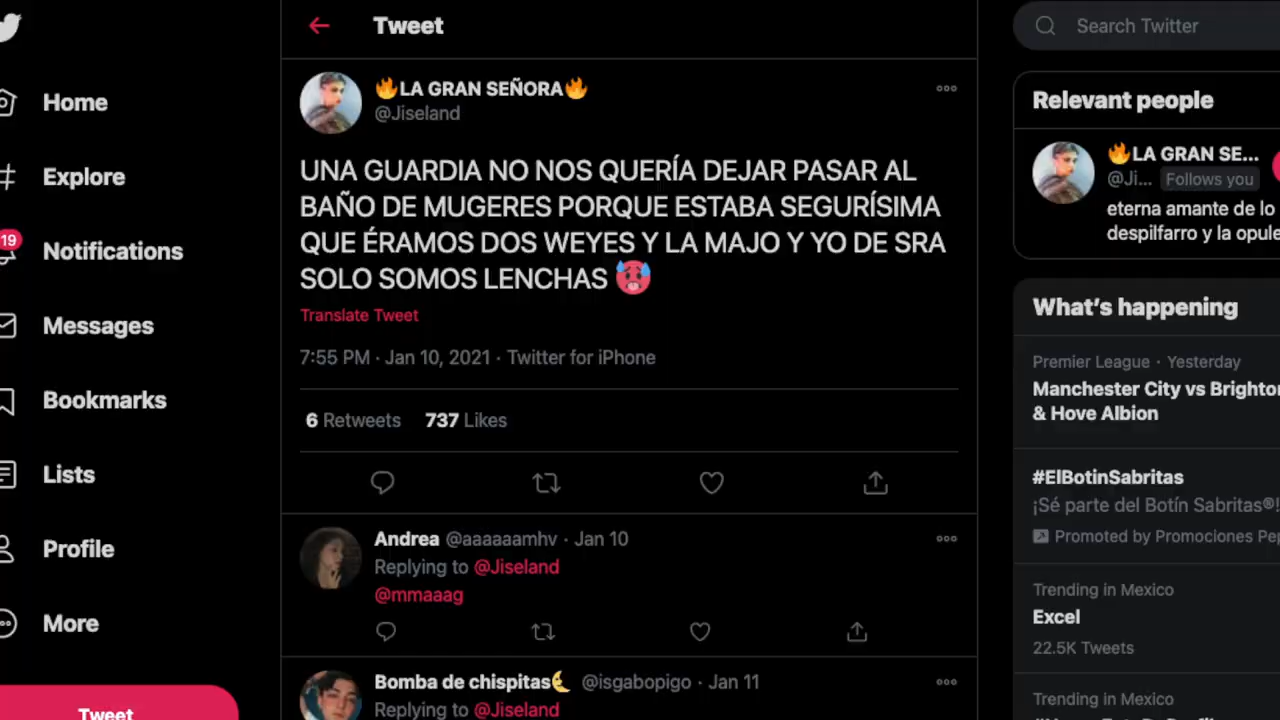 Tweet
Search Twitter
Home
Explore
19
Notifications
Messages
Bookmarks
Lists
Profile
More
Tweet
🔥LA GRAN SEÑORA🔥
@Jiseland
UNA GUARDIA NO NOS QUERÍA DEJAR PASAR AL
BAÑO DE MUGERES PORQUE ESTABA SEGURÍSIMA
QUE ÉRAMOS DOS WEYES Y LA MAJO Y YO DE SRA
SOLO SOMOS LENCHAS 🥵
Translate Tweet
7:55 PM · Jan 10, 2021 · Twitter for iPhone
6 Retweets 737 Likes
Andrea @aaaaaamhv · Jan 10
Replying to @Jiseland
@mmaaag
Bomba de chispitas🌜 @isgabopigo · Jan 11
Replying to @Jiseland
Relevant people
🔥LA GRAN SE...
@Ji... Follows you
eterna amante de lo
despilfarro y la opule
What's happening
Premier League · Yesterday
Manchester City vs Brighton
& Hove Albion
#ElBotinSabritas
¡Sé parte del Botín Sabritas®!
Promoted by Promociones Pep
Trending in Mexico
Excel
22.5K Tweets
Trending in Mexico